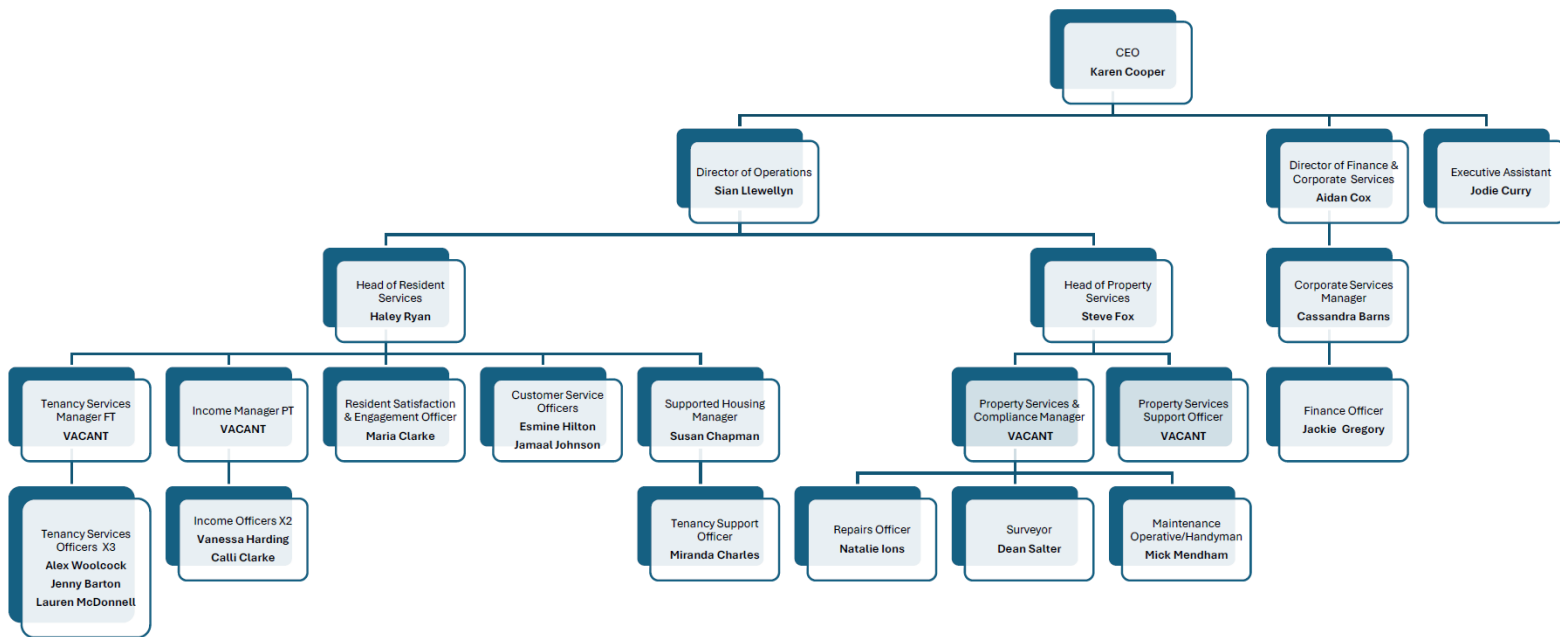 CEO
Karen Cooper
Director of Operations
Sian Llewellyn
Director of Finance &
Corporate Services
Aidan Cox
Executive Assistant
Jodie Curry
Head of Resident
Services
Haley Ryan
Head of Property
Services
Steve Fox
Corporate Services
Manager
Cassandra Barns
Tenancy Services
Manager FT
VACANT
Income Manager PT
VACANT
Resident Satisfaction
& Engagement Officer
Maria Clarke
Customer Service
Officers
Esmine Hilton
Jamaal Johnson
Supported Housing
Manager
Susan Chapman
Property Services &
Compliance Manager
VACANT
Property Services
Support Officer
VACANT
Finance Officer
Jackie Gregory
Tenancy Services
Officers X3
Alex Woolcock
Jenny Barton
Lauren McDonnell
Income Officers X2
Vanessa Harding
Calli Clarke
Tenancy Support
Officer
Miranda Charles
Repairs Officer
Natalie Ions
Surveyor
Dean Salter
Maintenance
Operative/Handyman
Mick Mendham